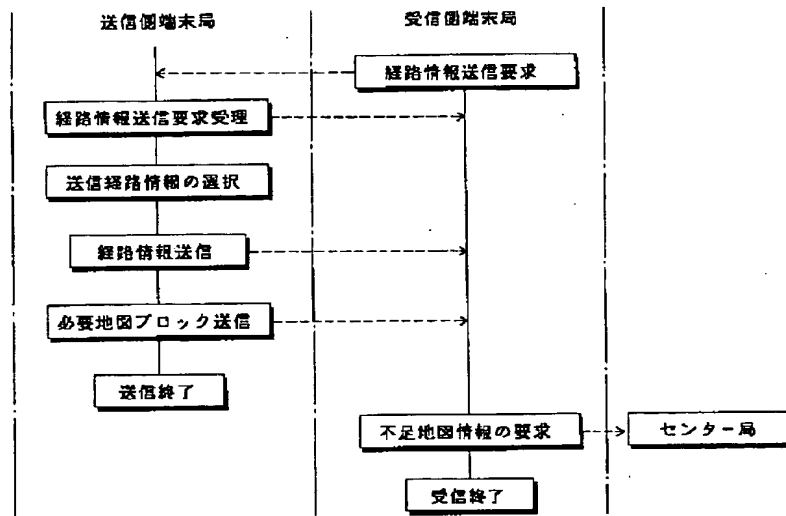 送信側端末局
受信側端末局
経路情報送信要求
経路情報送信要求受理
送信経路情報の選択
経路情報送信
必要地図ブロック送信
送信終了
不足地図情報の要求
センター局
受信終了